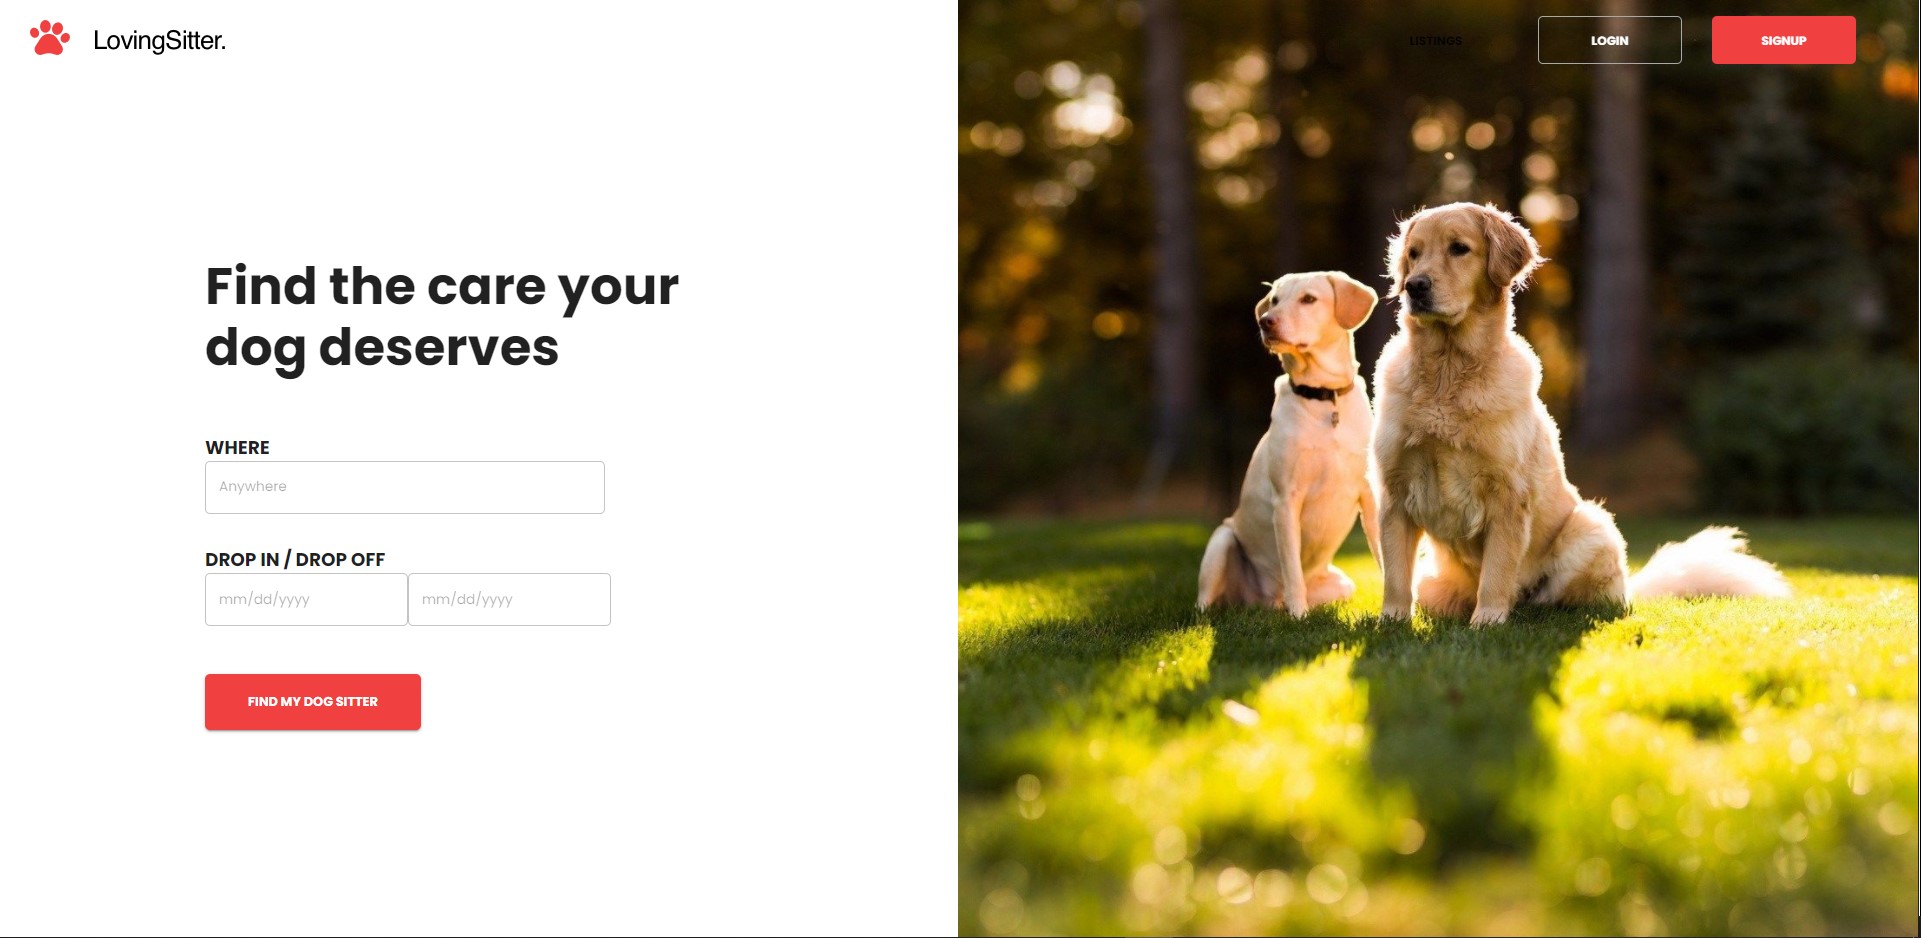 LovingSitter.
LISTINGS
LOGIN
SIGNUP
Find the care your
dog deserves
WHERE
Anywhere
DROP IN / DROP OFF
mm/dd/yyyy
mm/dd/yyyy
FIND MY DOG SITTER